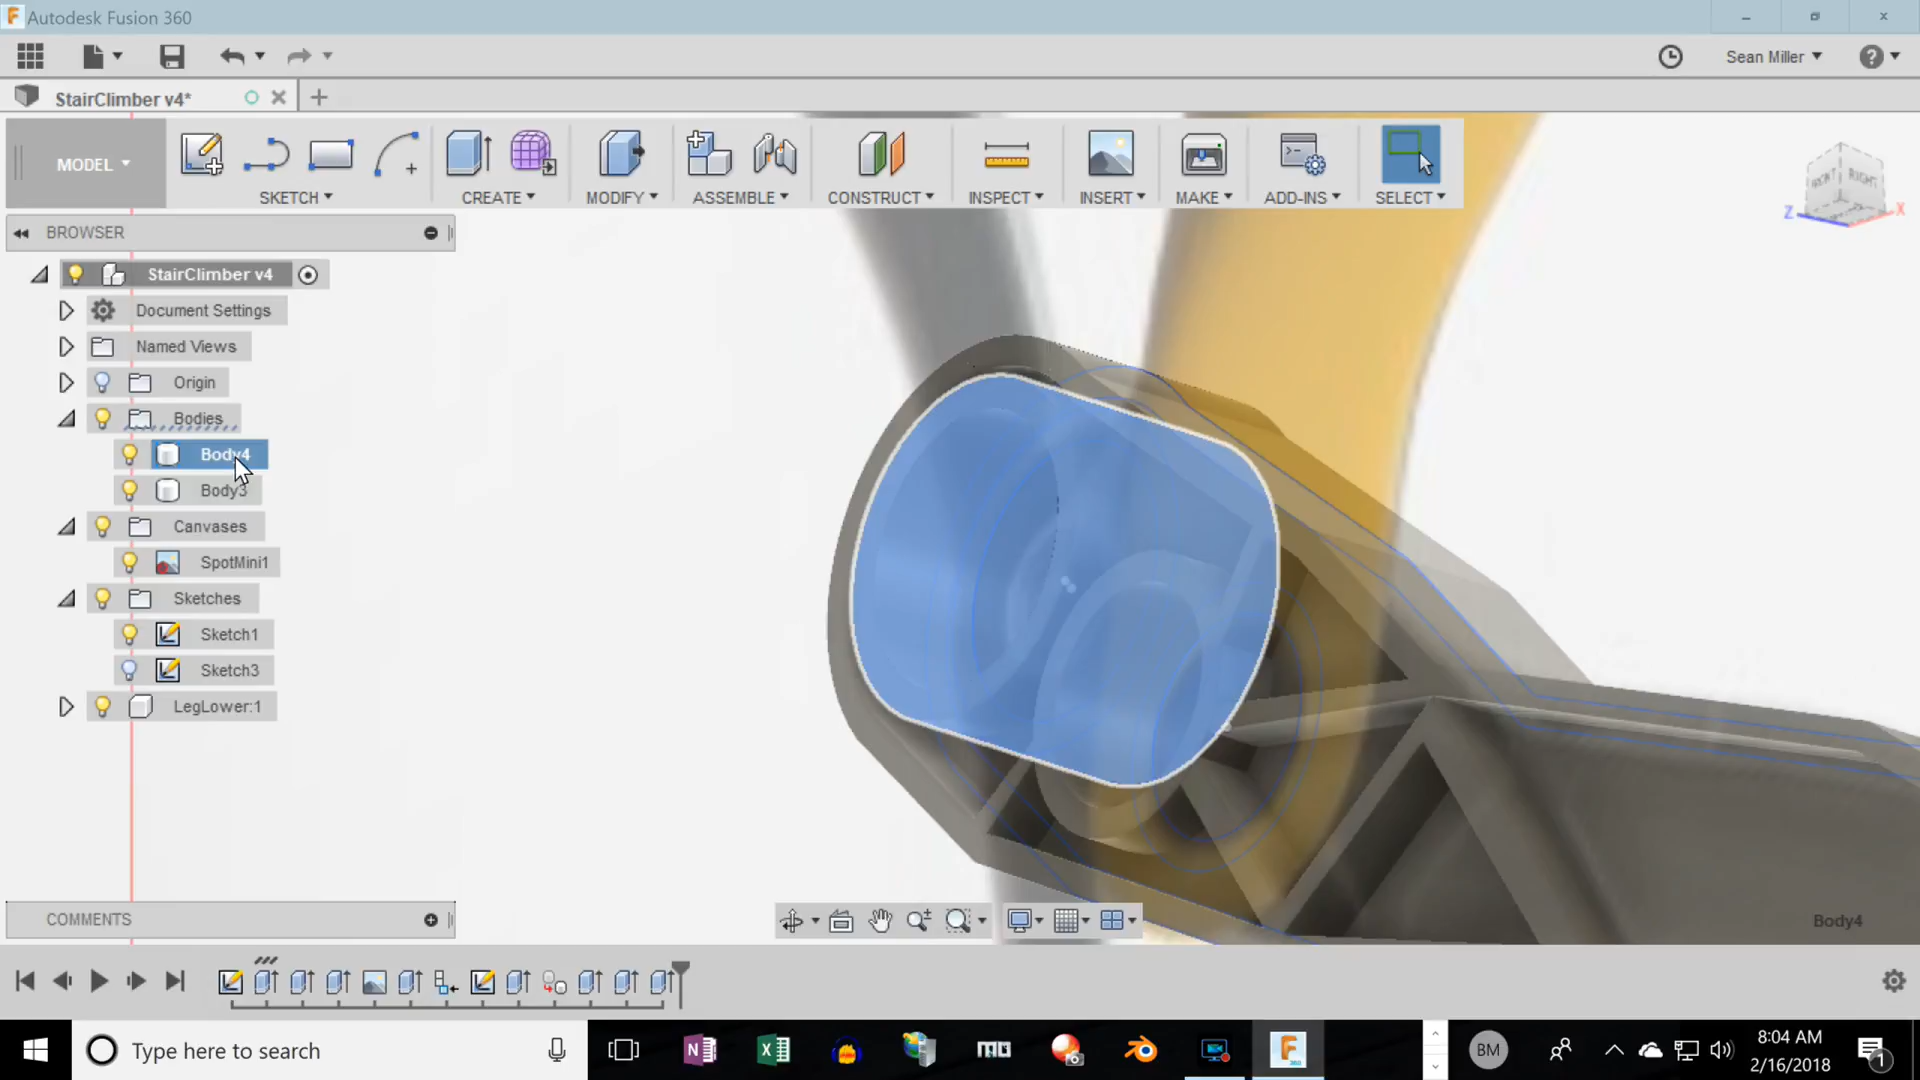 Autodesk Fusion 360
Sean Miller
StairClimber v4*
MODEL
SKETCH
CREATE
MODIFY
ASSEMBLE
CONSTRUCT
INSPECT
INSERT
MAKE
ADD-INS
SELECT
RIGHT
Z
X
BROWSER
StairClimber v4
Document Settings
Named Views
Origin
Bodies
Body4
Body3
Canvases
SpotMini1
Sketches
Sketch1
Sketch3
LegLower:1
COMMENTS
Body4
Type here to search
BM
8:04 AM
2/16/2018
1